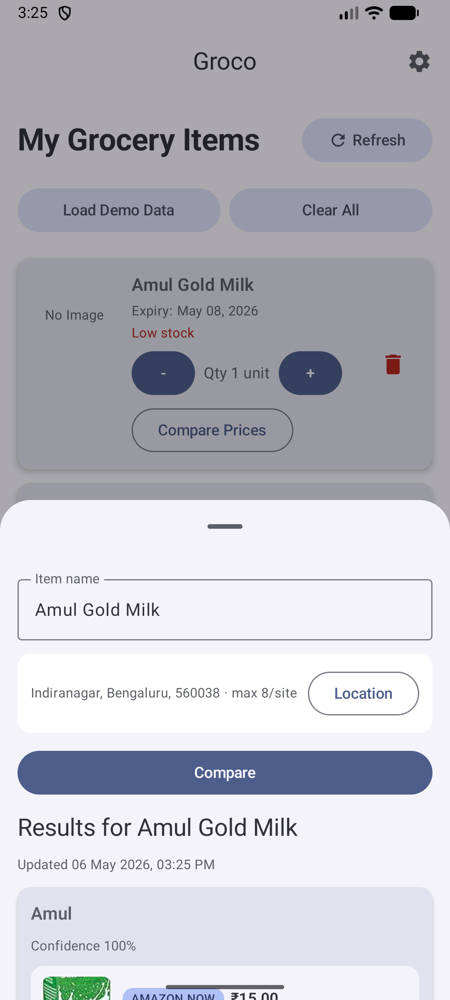 3:25
Groco
My Grocery Items
Refresh
Load Demo Data
Clear All
Amul Gold Milk
No Image
Expiry: May 08, 2026
Low stock
-
Qty 1 unit
+
Compare Prices
Item name
Amul Gold Milk
Indiranagar, Bengaluru, 560038 · max 8/site
Location
Compare
Results for Amul Gold Milk
Updated 06 May 2026, 03:25 PM
Amul
Confidence 100%
AMAZON NOW
₹15.00